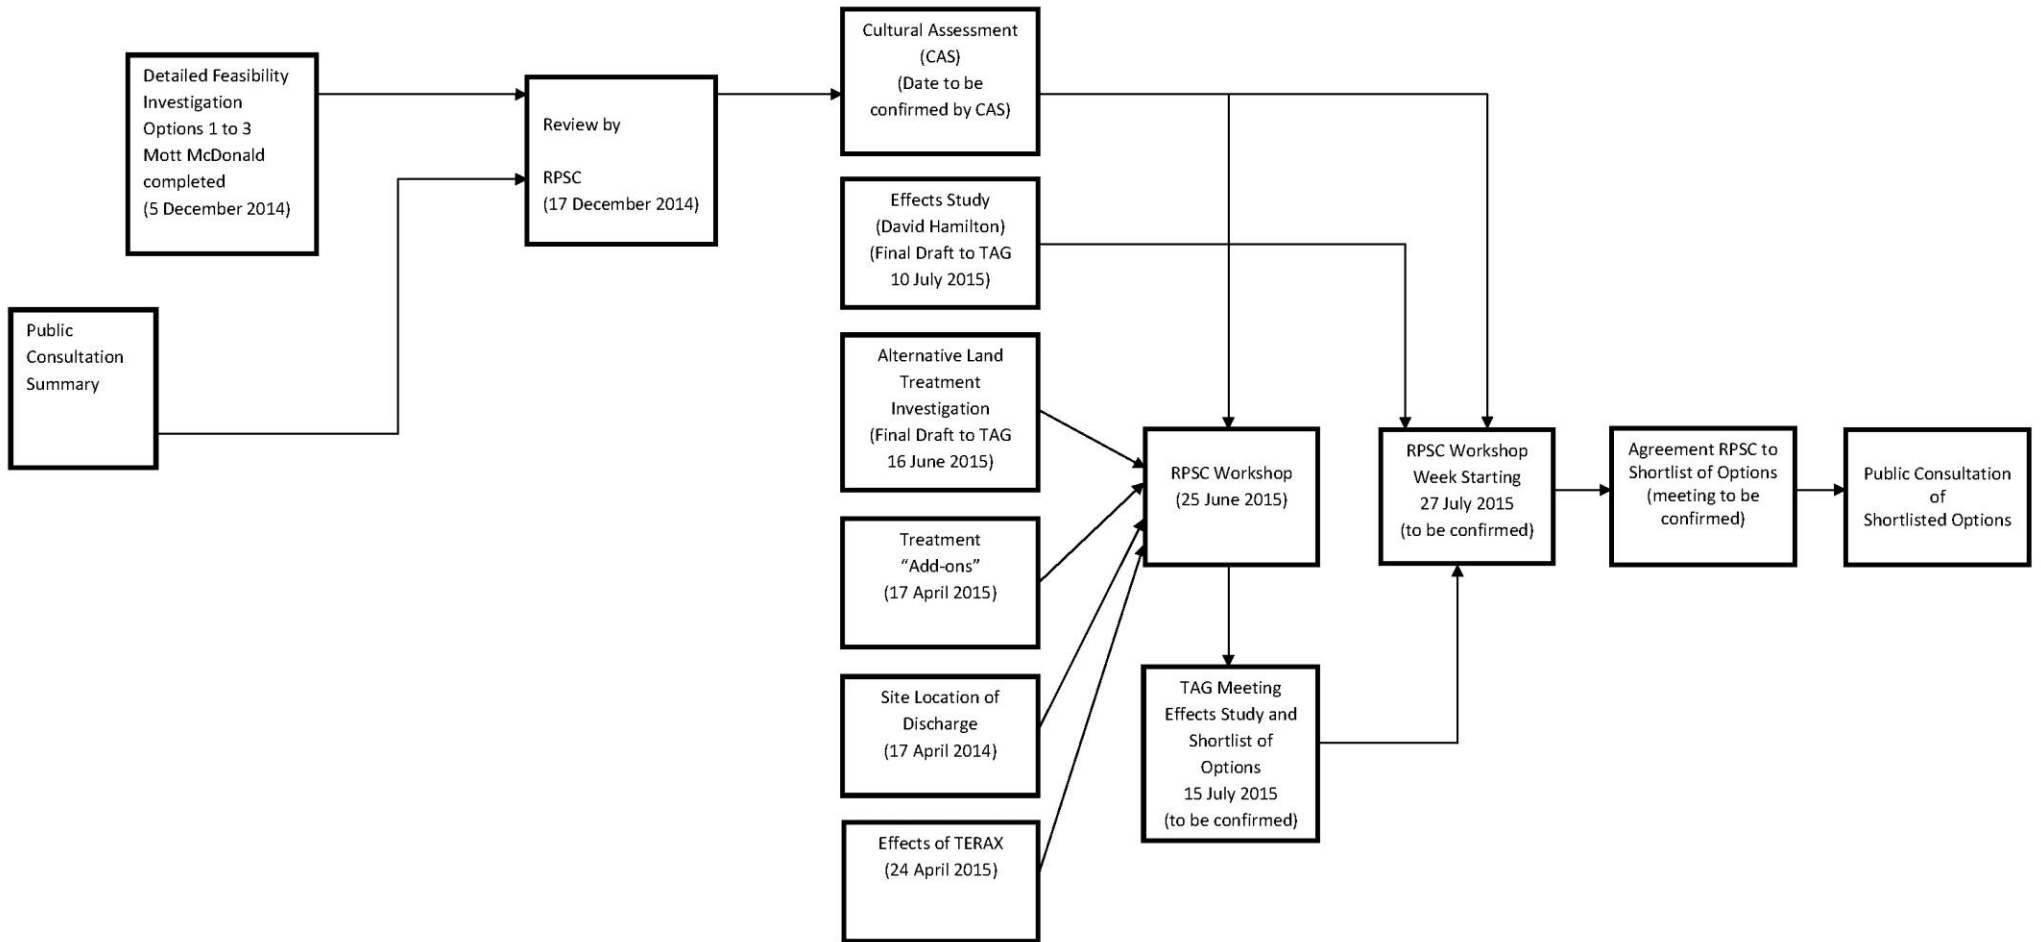 Detailed Feasibility
Investigation
Options 1 to 3
Mott McDonald
completed
(5 December 2014)
Public
Consultation
Summary
Review by
RPSC
(17 December 2014)
Cultural Assessment
(CAS)
(Date to be
confirmed by CAS)
Effects Study
(David Hamilton)
(Final Draft to TAG
10 July 2015)
Alternative Land
Treatment
Investigation
(Final Draft to TAG
16 June 2015)
Treatment
“Add-ons”
(17 April 2015)
Site Location of
Discharge
(17 April 2014)
Effects of TERAX
(24 April 2015)
RPSC Workshop
(25 June 2015)
TAG Meeting
Effects Study and
Shortlist of
Options
15 July 2015
(to be confirmed)
RPSC Workshop
Week Starting
27 July 2015
(to be confirmed)
Agreement RPSC to
Shortlist of Options
(meeting to be
confirmed)
Public Consultation
of
Shortlisted Options